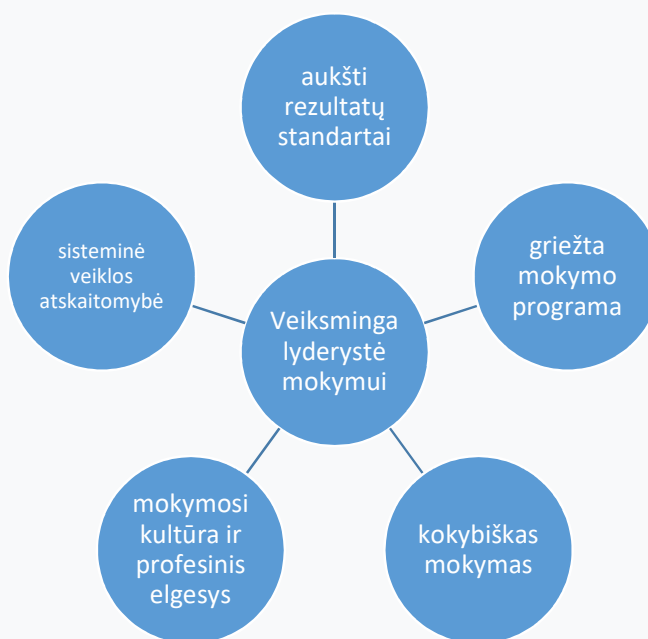 aukšti
rezultatų
standartai
griežta
mokymo
programa
sisteminė
veiklos
atskaitomybė
Veiksminga
lyderystė
mokymui
mokymosi
kultūra ir
profesinis
elgesys
kokybiškas
mokymas